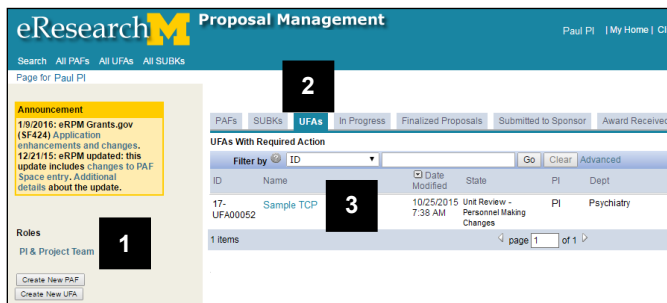 eResearch M Proposal Management
Paul PI | My Home | Cl
Search All PAFs All UFAs All SUBKs
Page for Paul PI
2
Announcement
1/9/2016: eRPM Grants.gov
(SF424) Application
enhancements and changes.
12/21/15: eRPM updated: this
update includes changes to PAF
Space entry. Additional
details about the update.
PAFs SUBKs UFAs In Progress Finalized Proposals Submitted to Sponsor Award Received
UFAs With Required Action
Filter by ID Go Clear Advanced
ID Name Date Modified State PI Dept
17-UFA00052 Sample TCP 10/25/2015 7:38 AM Unit Review - Personnel Making Changes PI Psychiatry
3
1 items page 1 of 1
Roles
1
PI & Project Team
Create New PAF
Create New UFA